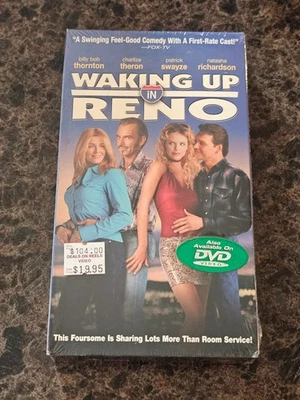 "A Swinging Feel-Good Comedy With A First-Rate Cast!"
—FOX-TV
billy bob thornton
charlize theron
patrick swayze
natasha richardson
WAKING UP
IN
RENO
Also
Available On
DVD
VIDEO
$104.00
DEALS ON REELS
VIDEO
$19.95
This Foursome Is Sharing Lots More Than Room Service!